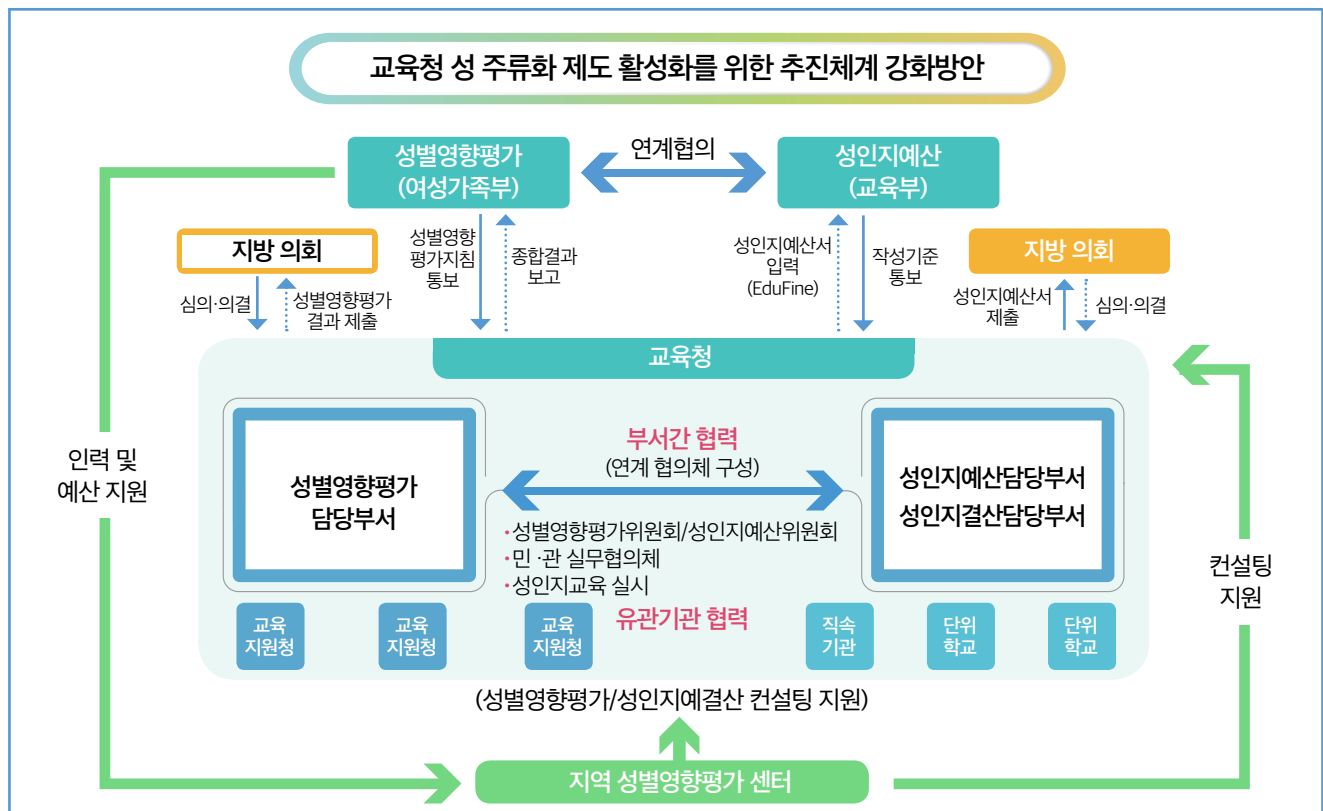 교육청 성 주류화 제도 활성화를 위한 추진체계 강화방안
성별영향평가
(여성가족부)
연계협의
성인지예산
(교육부)
지방 의회
성별영향
평가지침
통보
종합결과
보고
성인지예산서
입력
(EduFine)
작성기준
통보
지방 의회
심의·의결
성별영향평가
결과 제출
성인지예산서
제출
심의·의결
교육청
인력 및
예산 지원
성별영향평가
담당부서
부서간 협력
(연계 협의체 구성)
성인지예산담당부서
성인지결산담당부서
·성별영향평가위원회/성인지예산위원회
·민 ·관 실무협의체
·성인지교육 실시
컨설팅
지원
유관기관 협력
교육
지원청
교육
지원청
교육
지원청
직속
기관
단위
학교
단위
학교
(성별영향평가/성인지예결산 컨설팅 지원)
지역 성별영향평가 센터